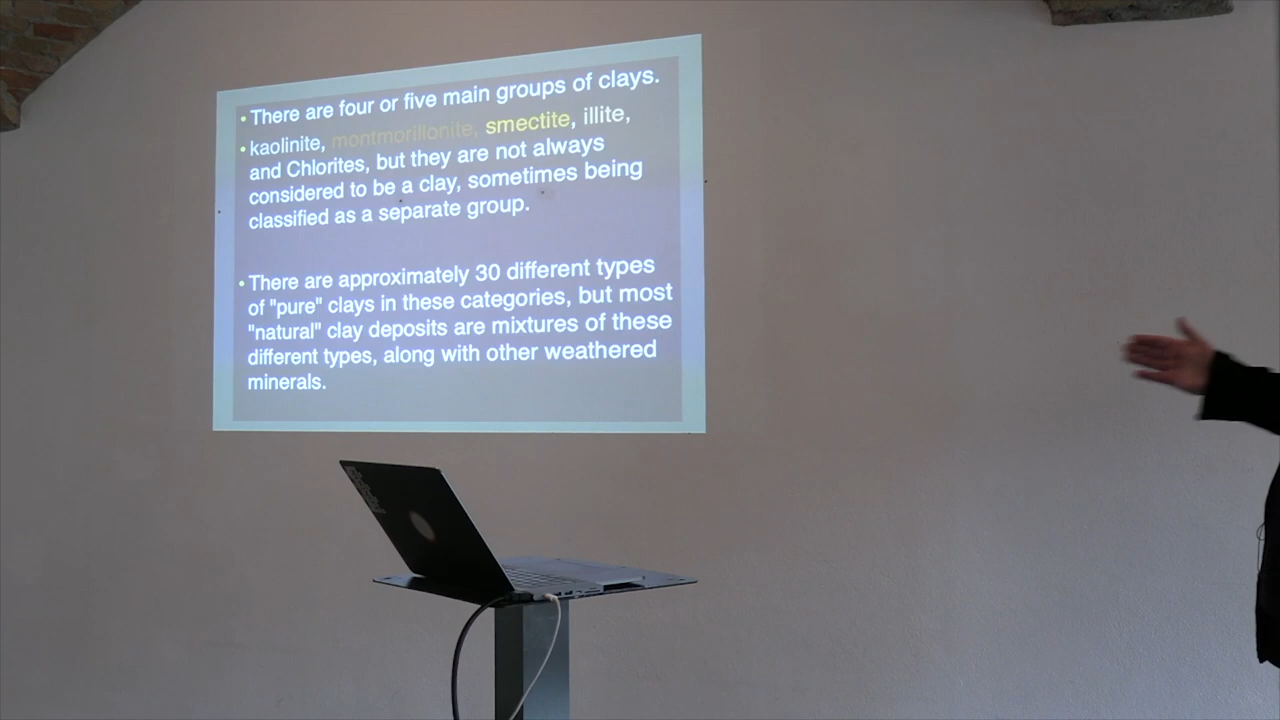 • There are four or five main groups of clays.
• kaolinite, montmorillonite, smectite, illite,
and Chlorites, but they are not always
considered to be a clay, sometimes being
classified as a separate group.
• There are approximately 30 different types
of "pure" clays in these categories, but most
"natural" clay deposits are mixtures of these
different types, along with other weathered
minerals.